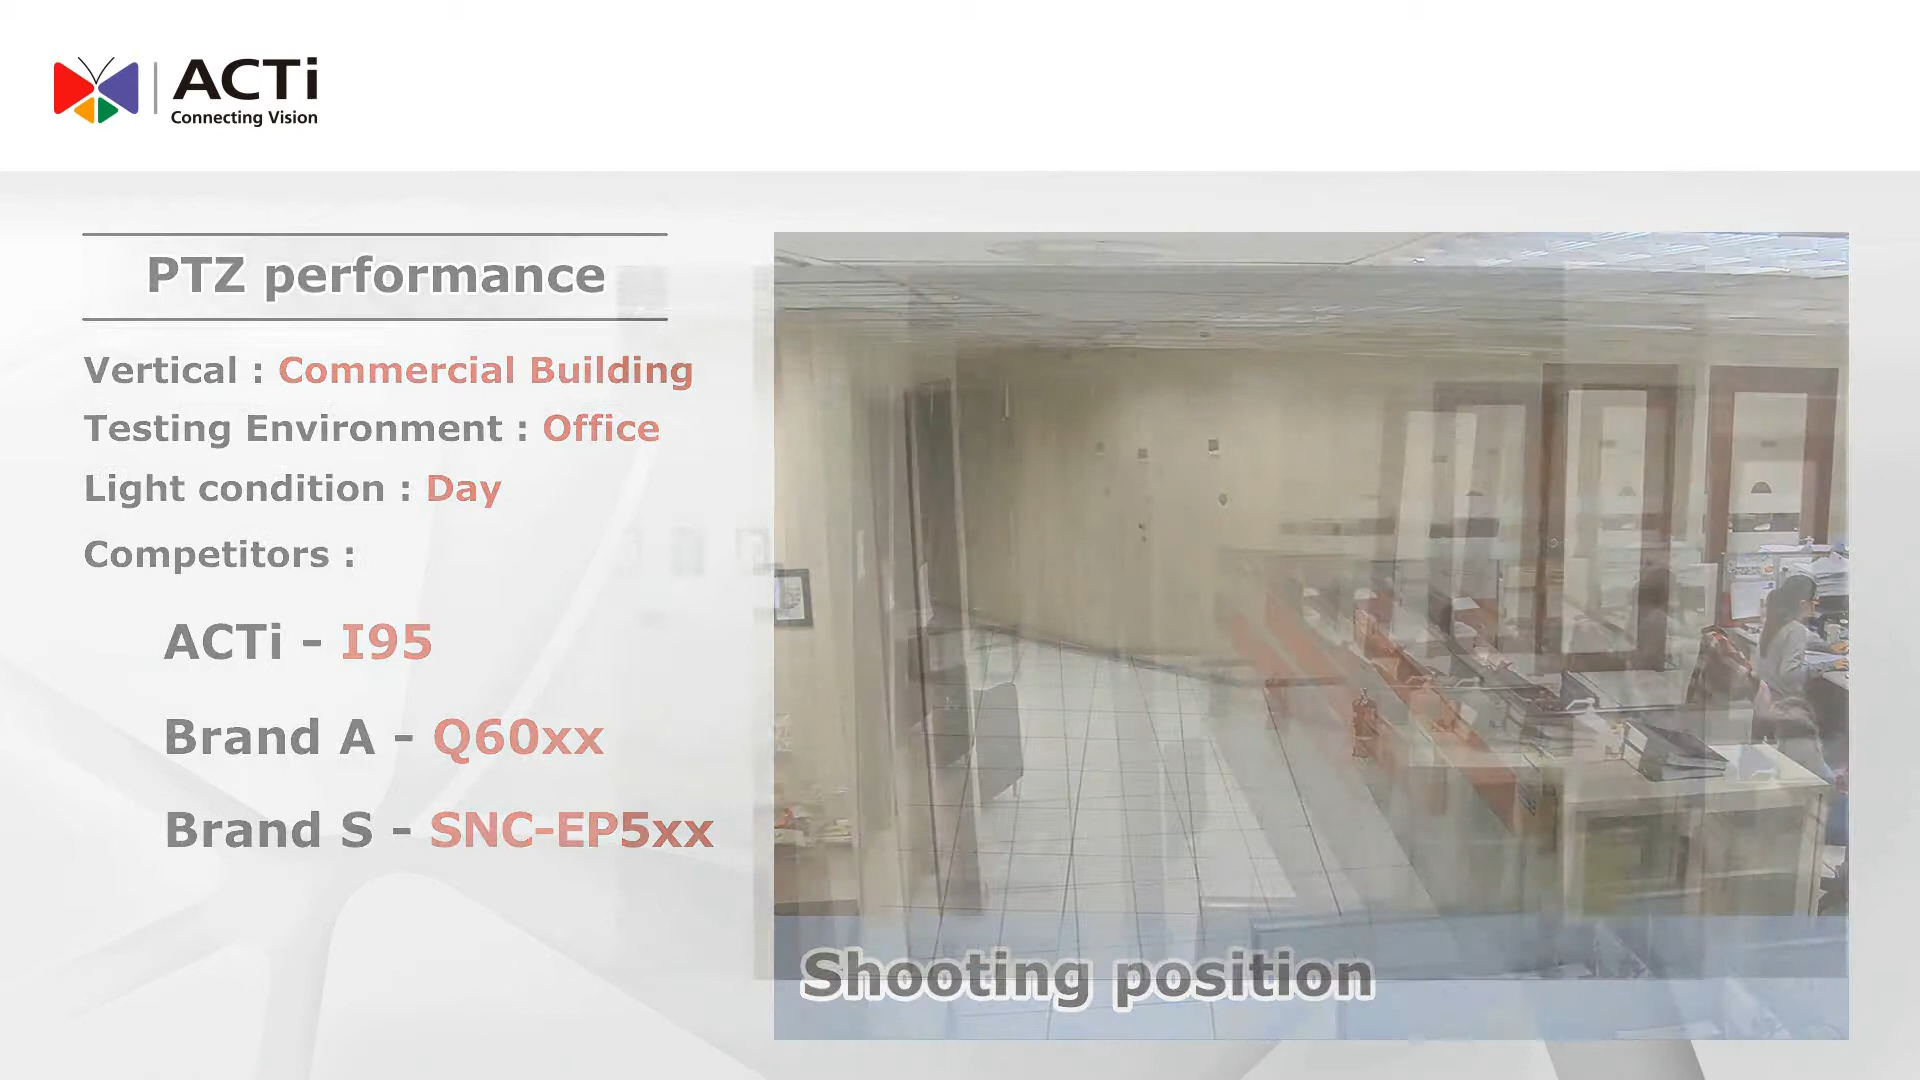 ACTi
Connecting Vision
PTZ performance
Vertical : Commercial Building
Testing Environment : Office
Light condition : Day
Competitors :
ACTi - I95
Brand A - Q60xx
Brand S - SNC-EP5xx
Shooting position